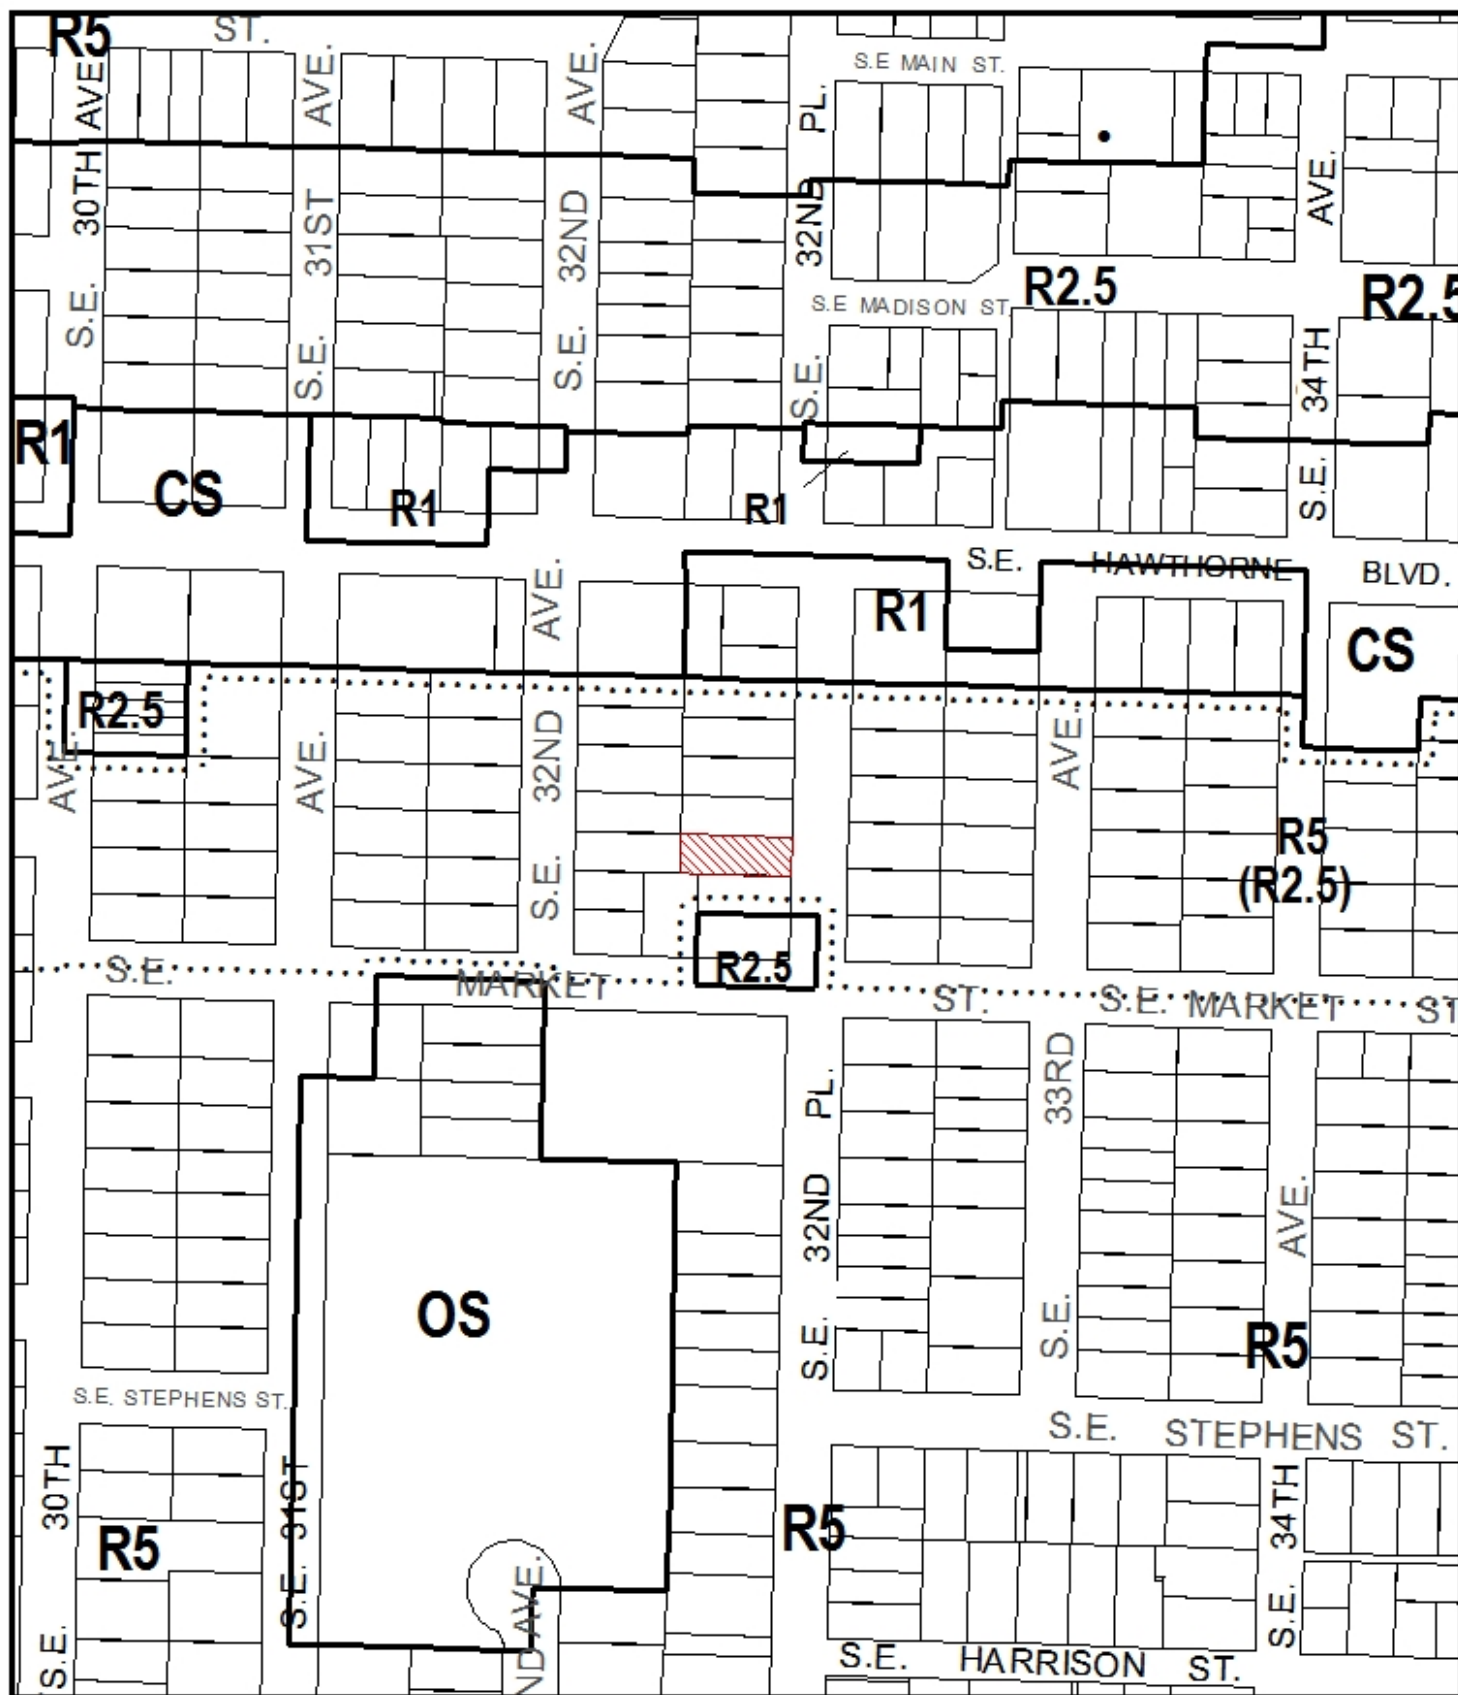 R5
ST.
S.E. 30TH AVE.
S.E. 31ST AVE.
S.E. 32ND AVE.
S.E. 32ND PL.
S.E MAIN ST.
S.E. 34TH AVE.
R2.5
R2.5
S.E MADISON ST.
R1
CS
R1
R1
S.E. HAWTHORNE BLVD.
R1
CS
R2.5
AVE.
AVE.
S.E. 32ND AVE.
AVE.
R5
(R2.5)
R2.5
S.E. MARKET ST.
S.E. MARKET ST
S.E. 32ND PL.
S.E. 33RD
AVE.
OS
R5
S.E. STEPHENS ST.
S.E. STEPHENS ST.
S.E. 30TH
R5
S.E. 31ST
ND AVE.
R5
S.E. 34TH
S.E. HARRISON ST.